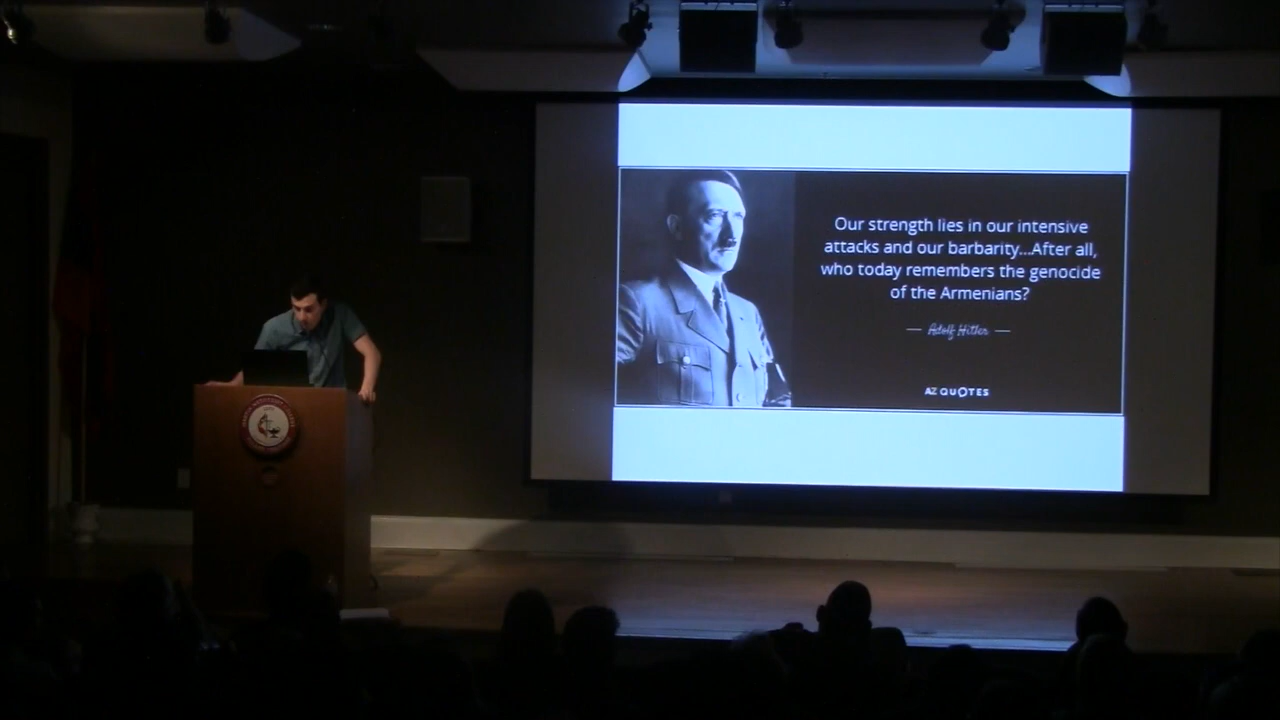 Our strength lies in our intensive
attacks and our barbarity...After all,
who today remembers the genocide
of the Armenians?
— Adolf Hitler —
AZ QUOTES